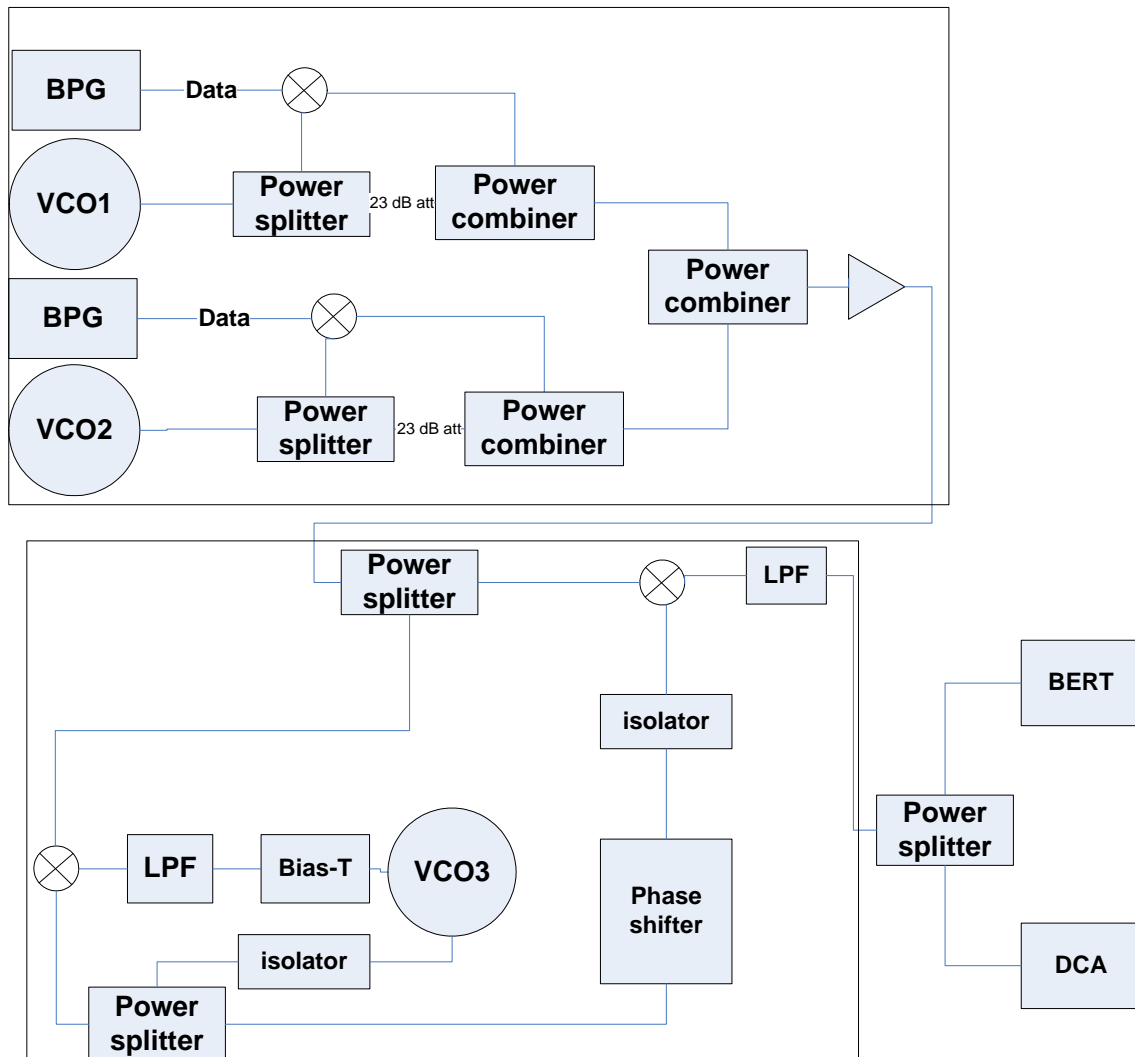 BPG
Data
VCO1
Power
splitter
23 dB att
Power
combiner
Power
combiner
BPG
Data
VCO2
Power
splitter
23 dB att
Power
combiner
Power
splitter
LPF
isolator
BERT
Power
splitter
LPF
Bias-T
VCO3
Phase
shifter
isolator
DCA
Power
splitter